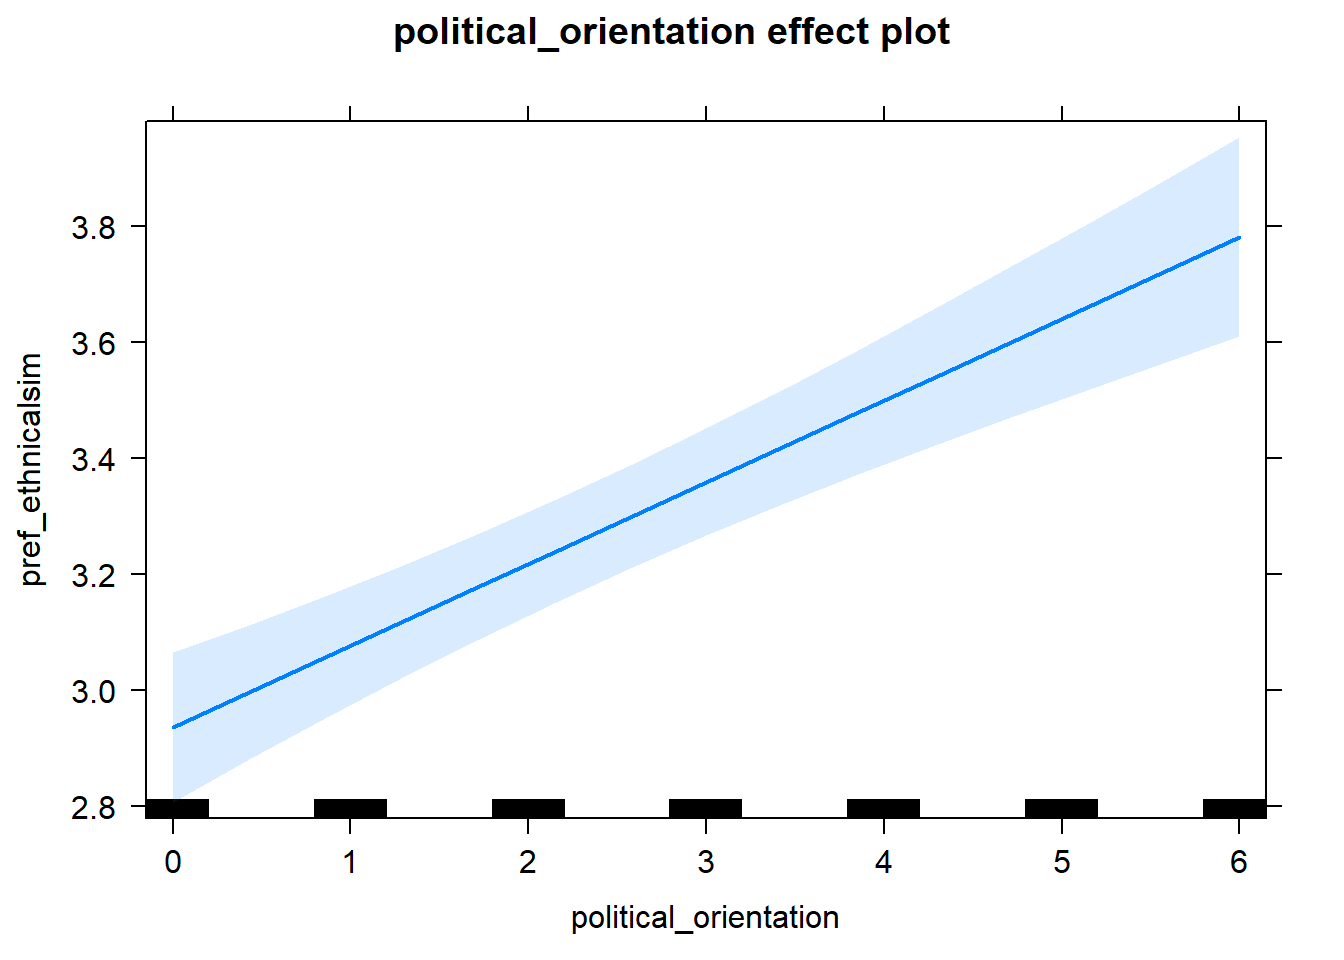 political_orientation effect plot
pref_ethnicalsim
3.8
3.6
3.4
3.2
3.0
2.8
0 1 2 3 4 5 6
political_orientation